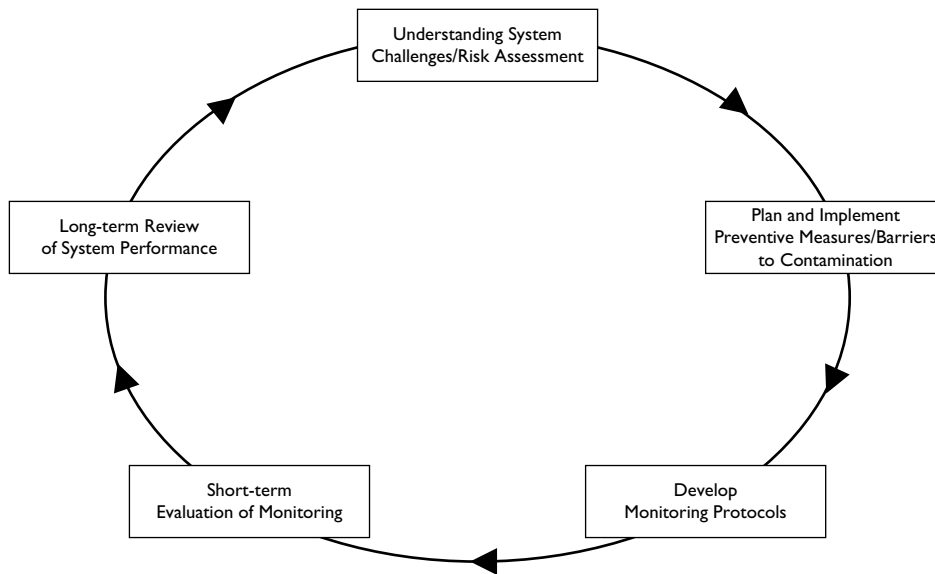 Understanding System
Challenges/Risk Assessment
Plan and Implement
Preventive Measures/Barriers
to Contamination
Develop
Monitoring Protocols
Short-term
Evaluation of Monitoring
Long-term Review
of System Performance